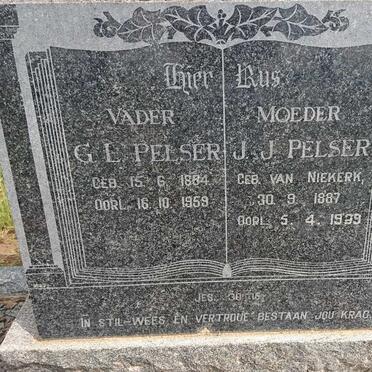 Hier Rus
VADER
G. L. PELSER
GEB. 15. 6. 1884
OORL. 16. 10. 1959
MOEDER
J. J. PELSER
GEB. VAN NIEKERK,
30. 9. 1887
OORL. 5. 4. 1939
JES. 30:15
IN STIL-WEES, EN VERTROUE BESTAAN JOU KRAG.